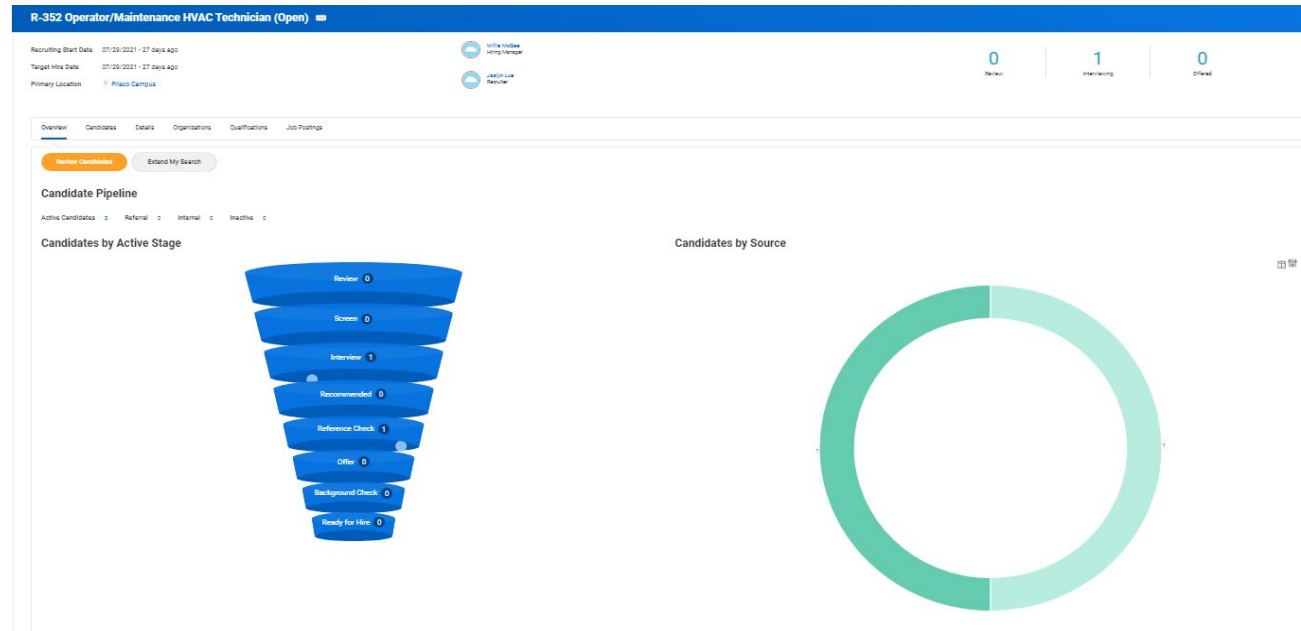 R-352 Operator/Maintenance HVAC Technician (Open)
Recruiting Start Date 07/29/2021 - 27 days ago
Target Hire Date 07/29/2021 - 27 days ago
Primary Location Frisco Campus
Willie McGee
Hiring Manager
Jaslyn Lue
Recruiter
0
Review
1
Interviewing
0
Offered
Overview Candidates Details Organizations Qualifications Job Postings
Review Candidates Extend My Search
Candidate Pipeline
Active Candidates 2 Referral 0 Internal 0 Inactive 0
Candidates by Active Stage
Review 0
Screen 0
Interview 1
Recommended 0
Reference Check 1
Offer 0
Background Check 0
Ready for Hire 0
Candidates by Source
1
1